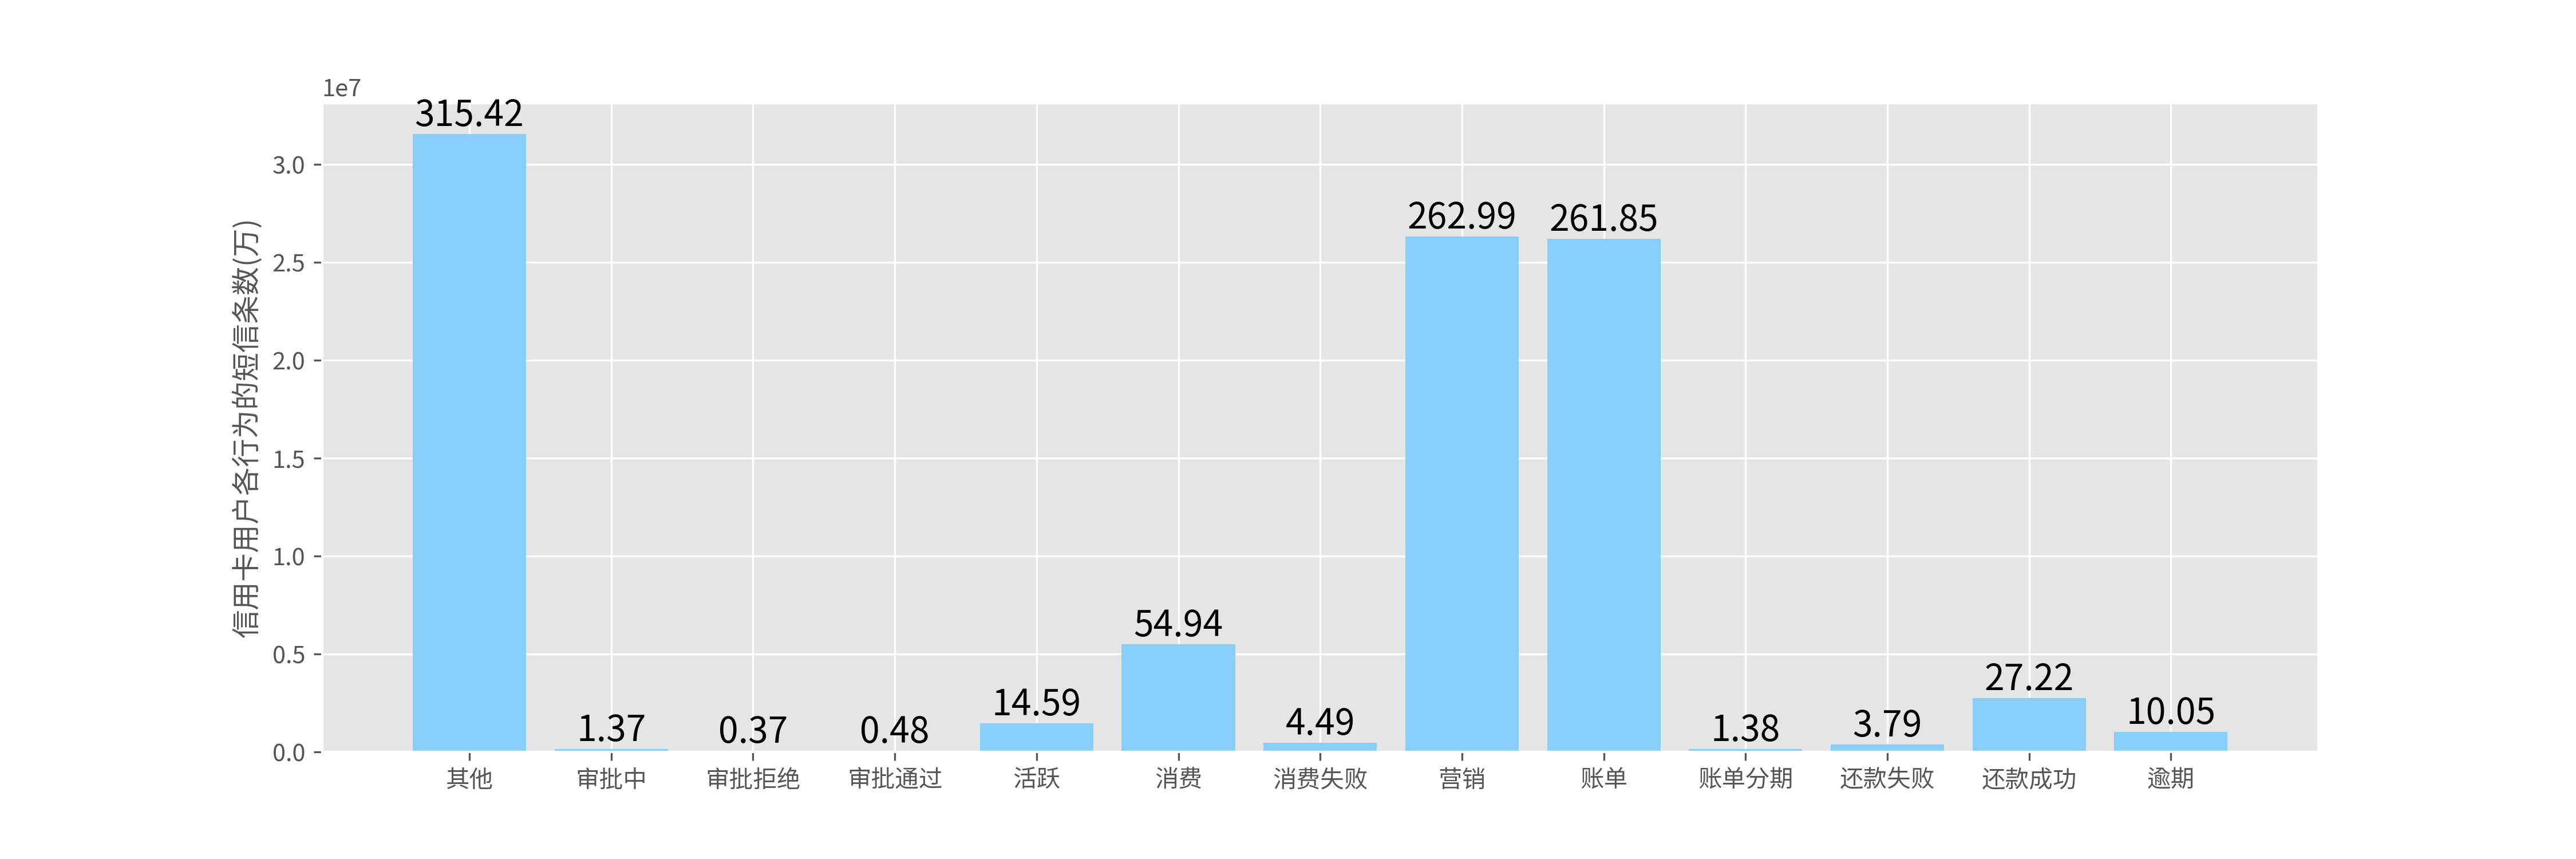 1e7
315.42
262.99
261.85
54.94
27.22
14.59
10.05
4.49
3.79
1.37
1.38
0.37
0.48
3.0
2.5
2.0
1.5
1.0
0.5
0.0
信用卡用户各行为的短信条数(万)
其他
审批中
审批拒绝
审批通过
活跃
消费
消费失败
营销
账单
账单分期
还款失败
还款成功
逾期